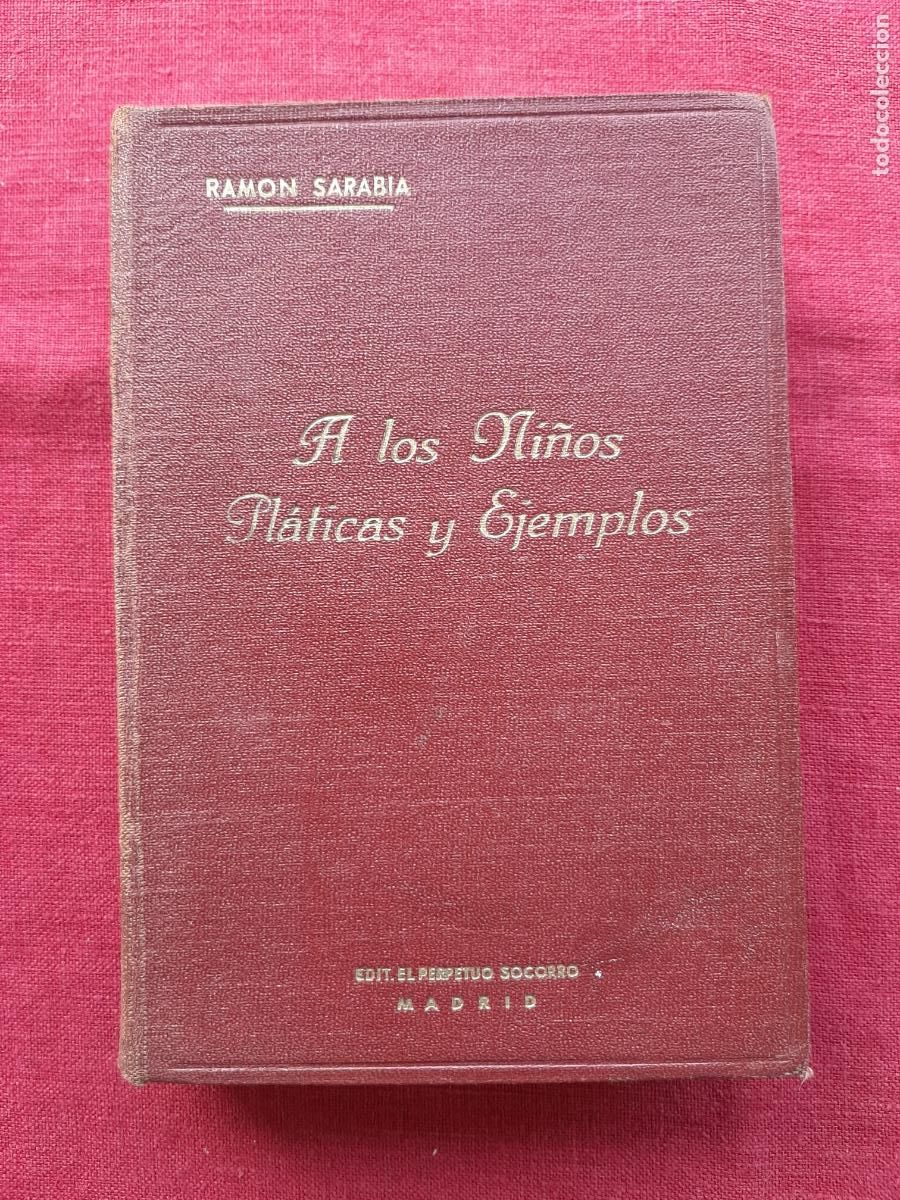 RAMON SARABIA
A los Niños
Pláticas y Ejemplos
EDIT. EL PERPETUO SOCORRO
MADRID
todocoleccion